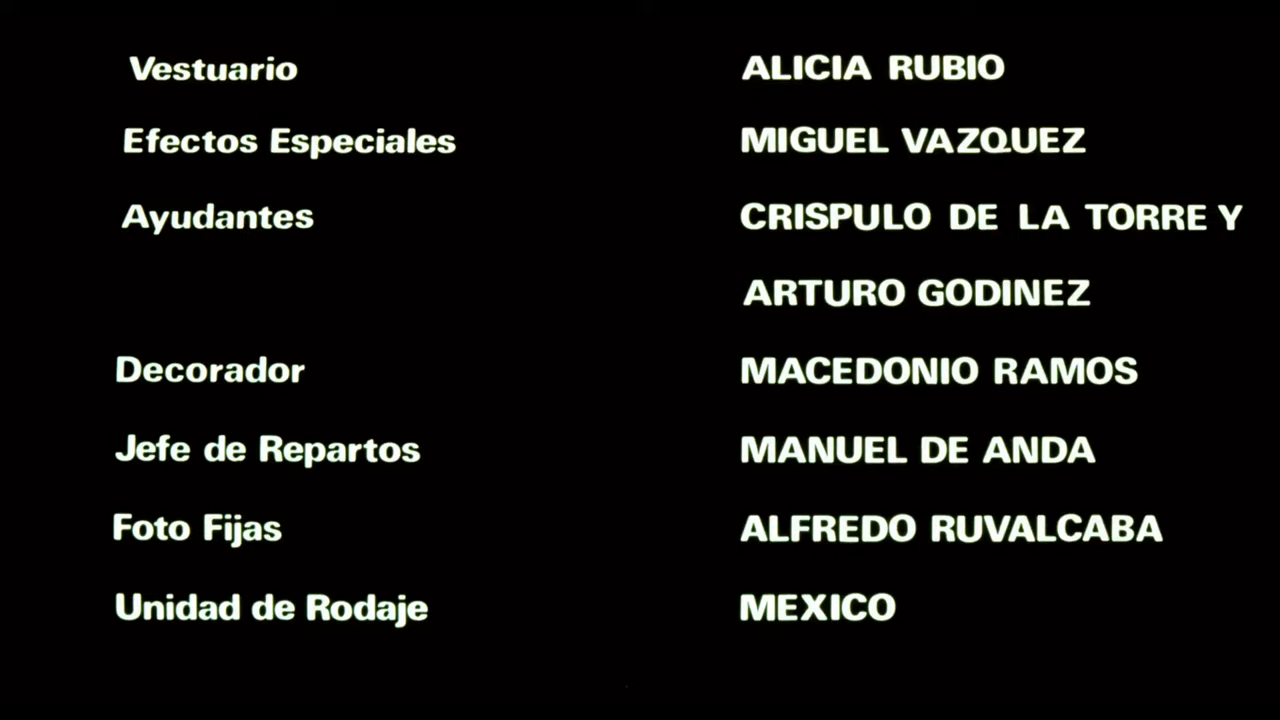 Vestuario ALICIA RUBIO
Efectos Especiales MIGUEL VAZQUEZ
Ayudantes CRISPULO DE LA TORRE Y
ARTURO GODINEZ
Decorador MACEDONIO RAMOS
Jefe de Repartos MANUEL DE ANDA
Foto Fijas ALFREDO RUVALCABA
Unidad de Rodaje MEXICO